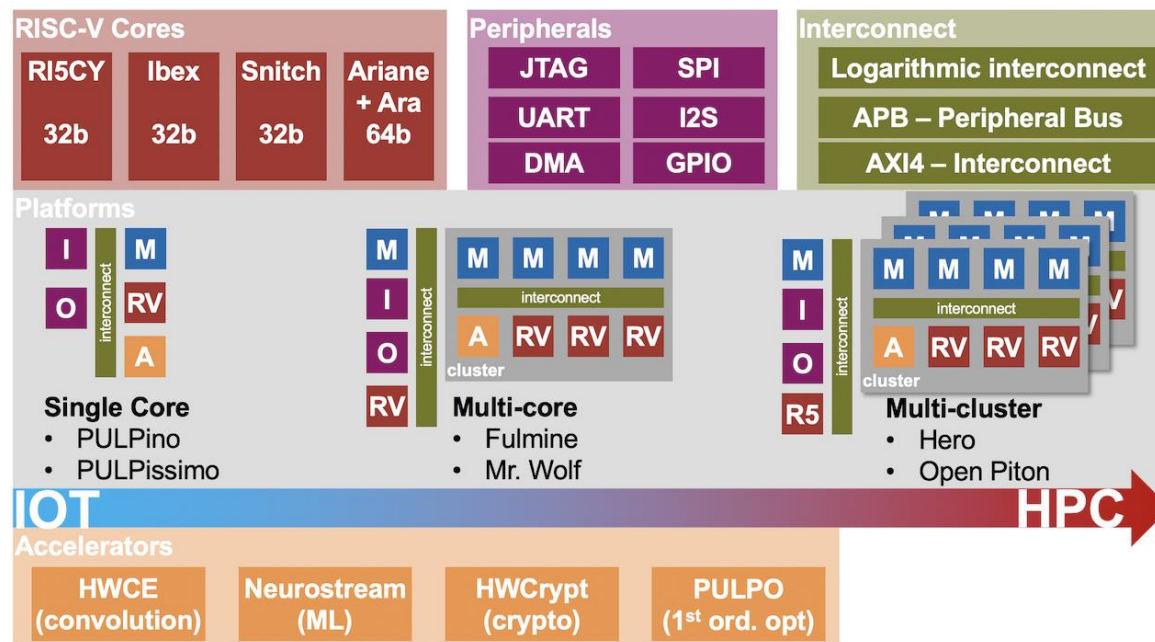 RISC-V Cores
RI5CY
32b
Ibex
32b
Snitch
32b
Ariane
+ Ara
64b
Peripherals
JTAG
SPI
UART
I2S
DMA
GPIO
Interconnect
Logarithmic interconnect
APB – Peripheral Bus
AXI4 – Interconnect
Platforms
I
O
interconnect
M
RV
A
Single Core
• PULPino
• PULPissimo
M
I
O
RV
interconnect
M M M M
interconnect
A RV RV RV
cluster
Multi-core
• Fulmine
• Mr. Wolf
M
I
O
R5
interconnect
M M M M
M M M M
M M M M
interconnect
A RV RV RV
cluster
Multi-cluster
• Hero
• Open Piton
IOT
HPC
Accelerators
HWCE
(convolution)
Neurostream
(ML)
HWCrypt
(crypto)
PULPO
(1st ord. opt)